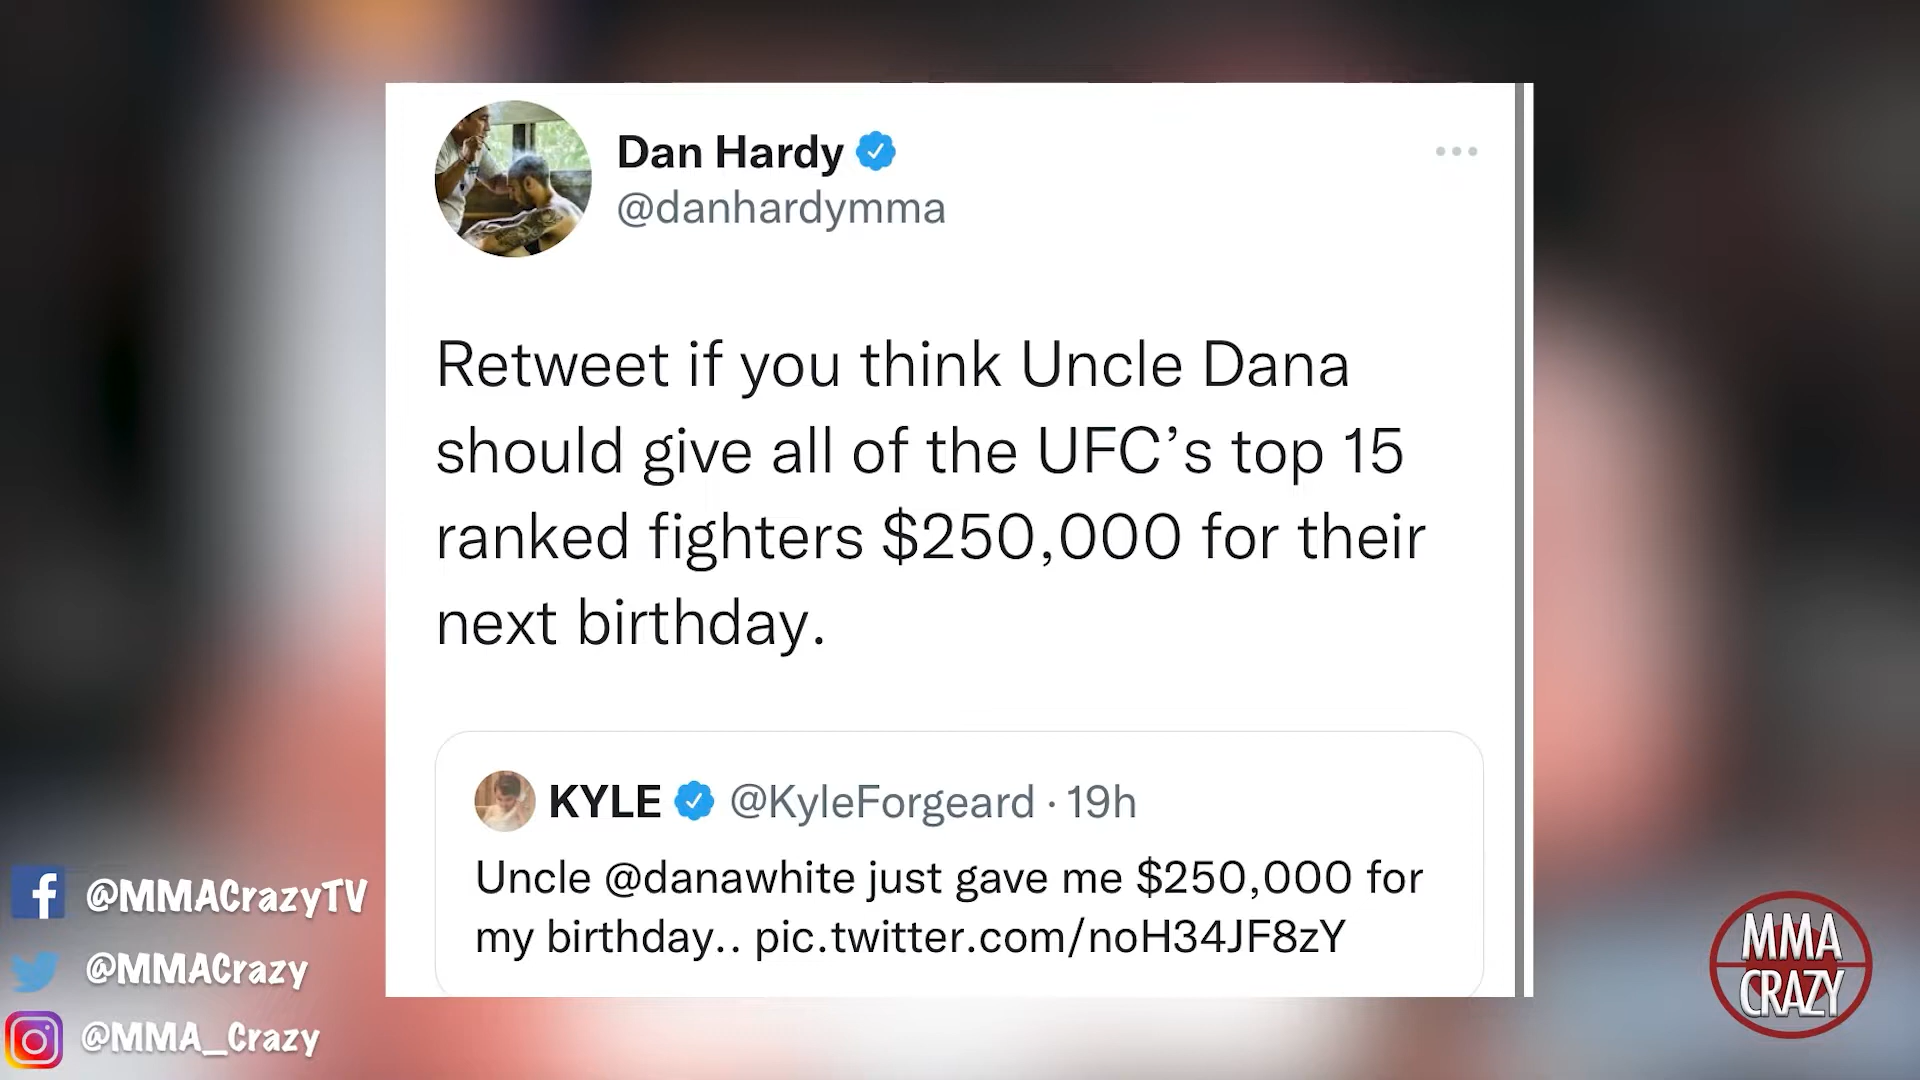 Dan Hardy
@danhardymma
Retweet if you think Uncle Dana
should give all of the UFC’s top 15
ranked fighters $250,000 for their
next birthday.
KYLE @KyleForgeard · 19h
Uncle @danawhite just gave me $250,000 for
my birthday.. pic.twitter.com/noH34JF8zY
@MMACrazyTV
@MMACrazy
@MMA_Crazy
MMA
CRAZY